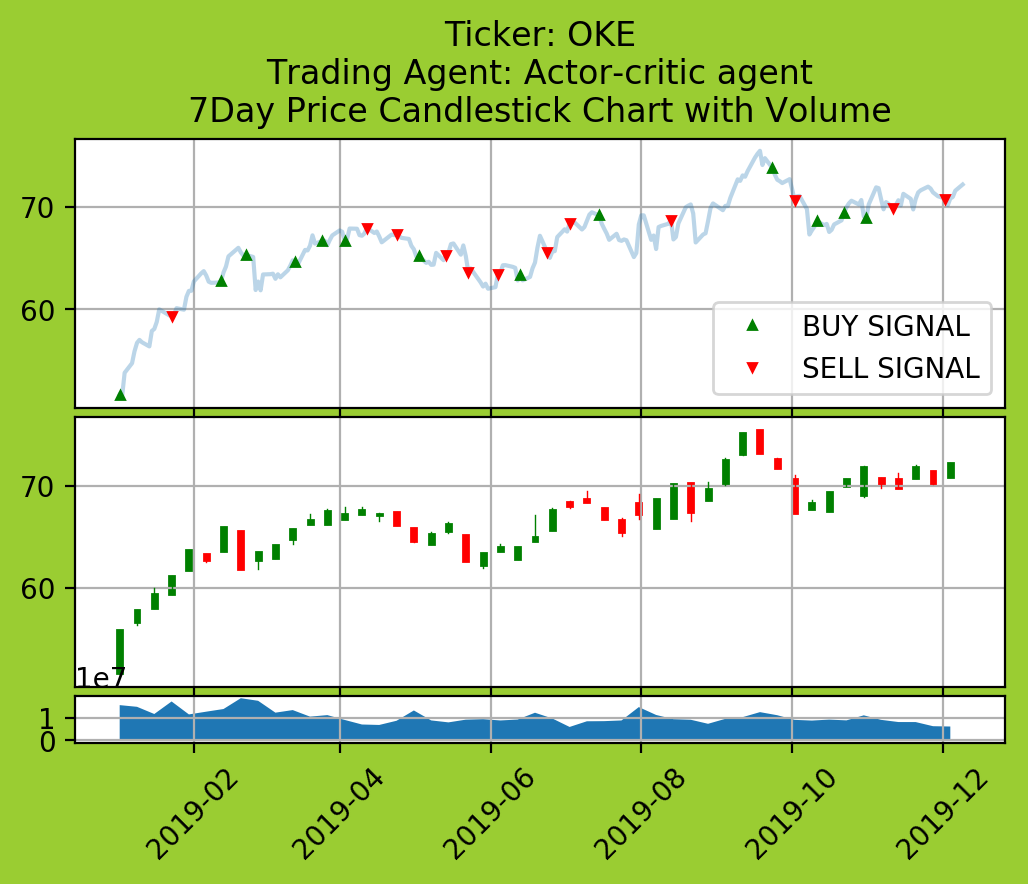 Ticker: OKE
Trading Agent: Actor-critic agent
7Day Price Candlestick Chart with Volume
70
60
BUY SIGNAL
SELL SIGNAL
70
60
1e7
1
0
2019-02
2019-04
2019-06
2019-08
2019-10
2019-12